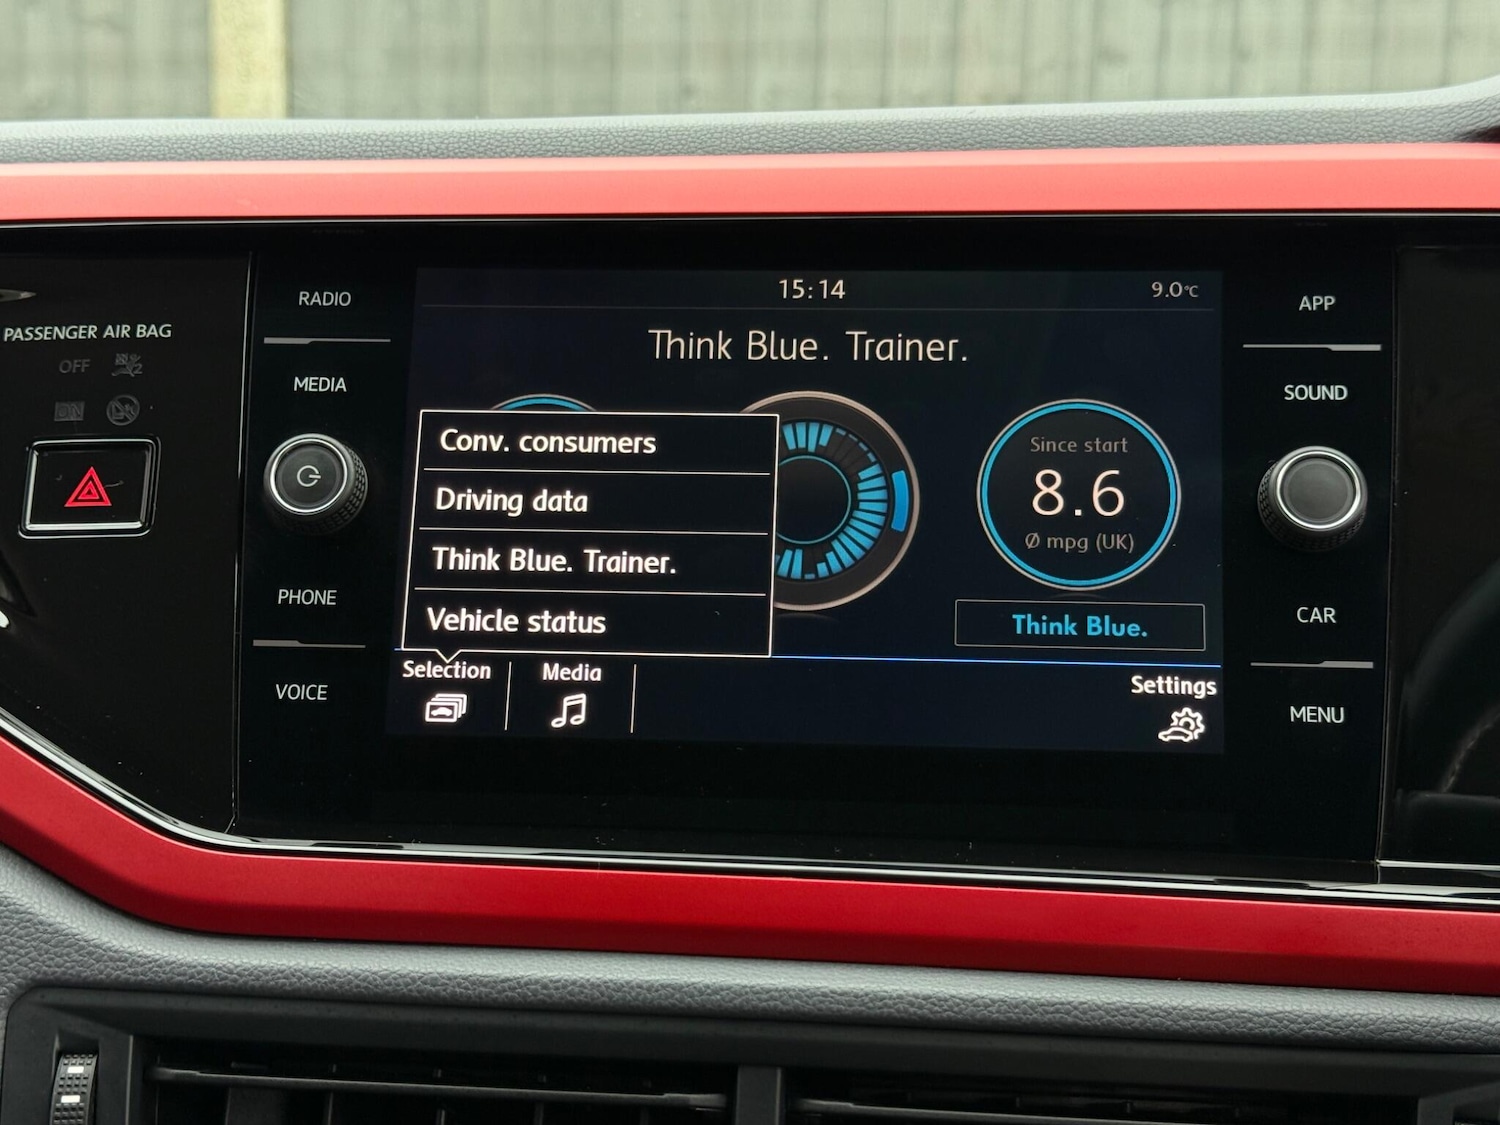 PASSENGER AIR BAG
OFF
ON
RADIO
MEDIA
PHONE
VOICE
15:14
9.0°C
Think Blue. Trainer.
Conv. consumers
Driving data
Think Blue. Trainer.
Vehicle status
Since start
8.6
Ø mpg (UK)
Think Blue.
Selection
Media
Settings
APP
SOUND
CAR
MENU